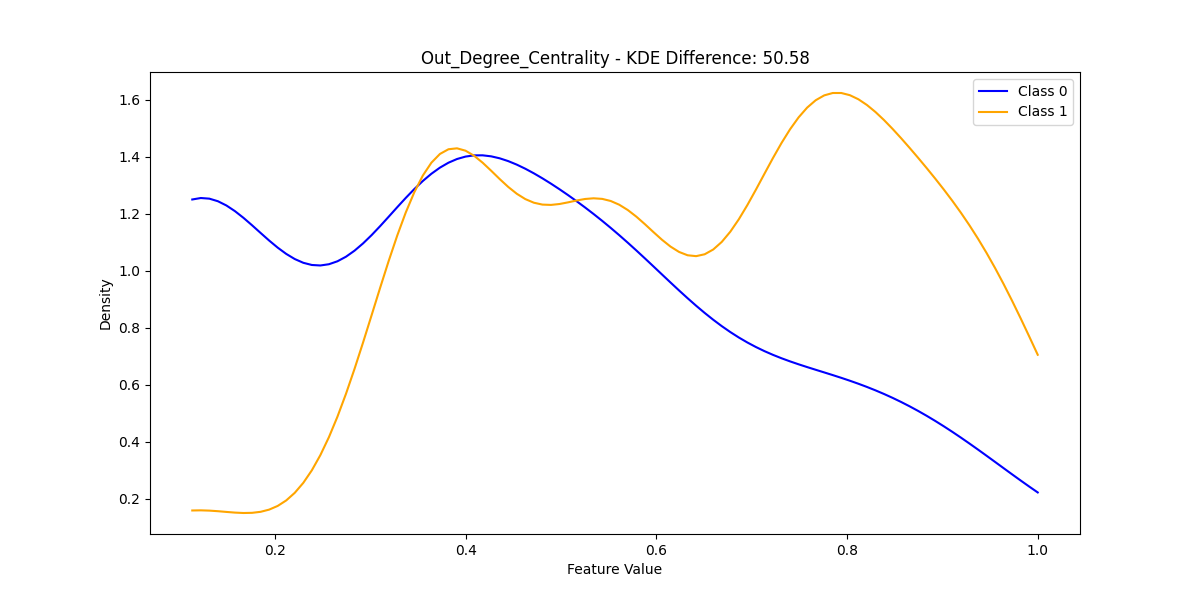 Out_Degree_Centrality - KDE Difference: 50.58
Class 0
Class 1
Density
1.6
1.4
1.2
1.0
0.8
0.6
0.4
0.2
0.2 0.4 0.6 0.8 1.0
Feature Value